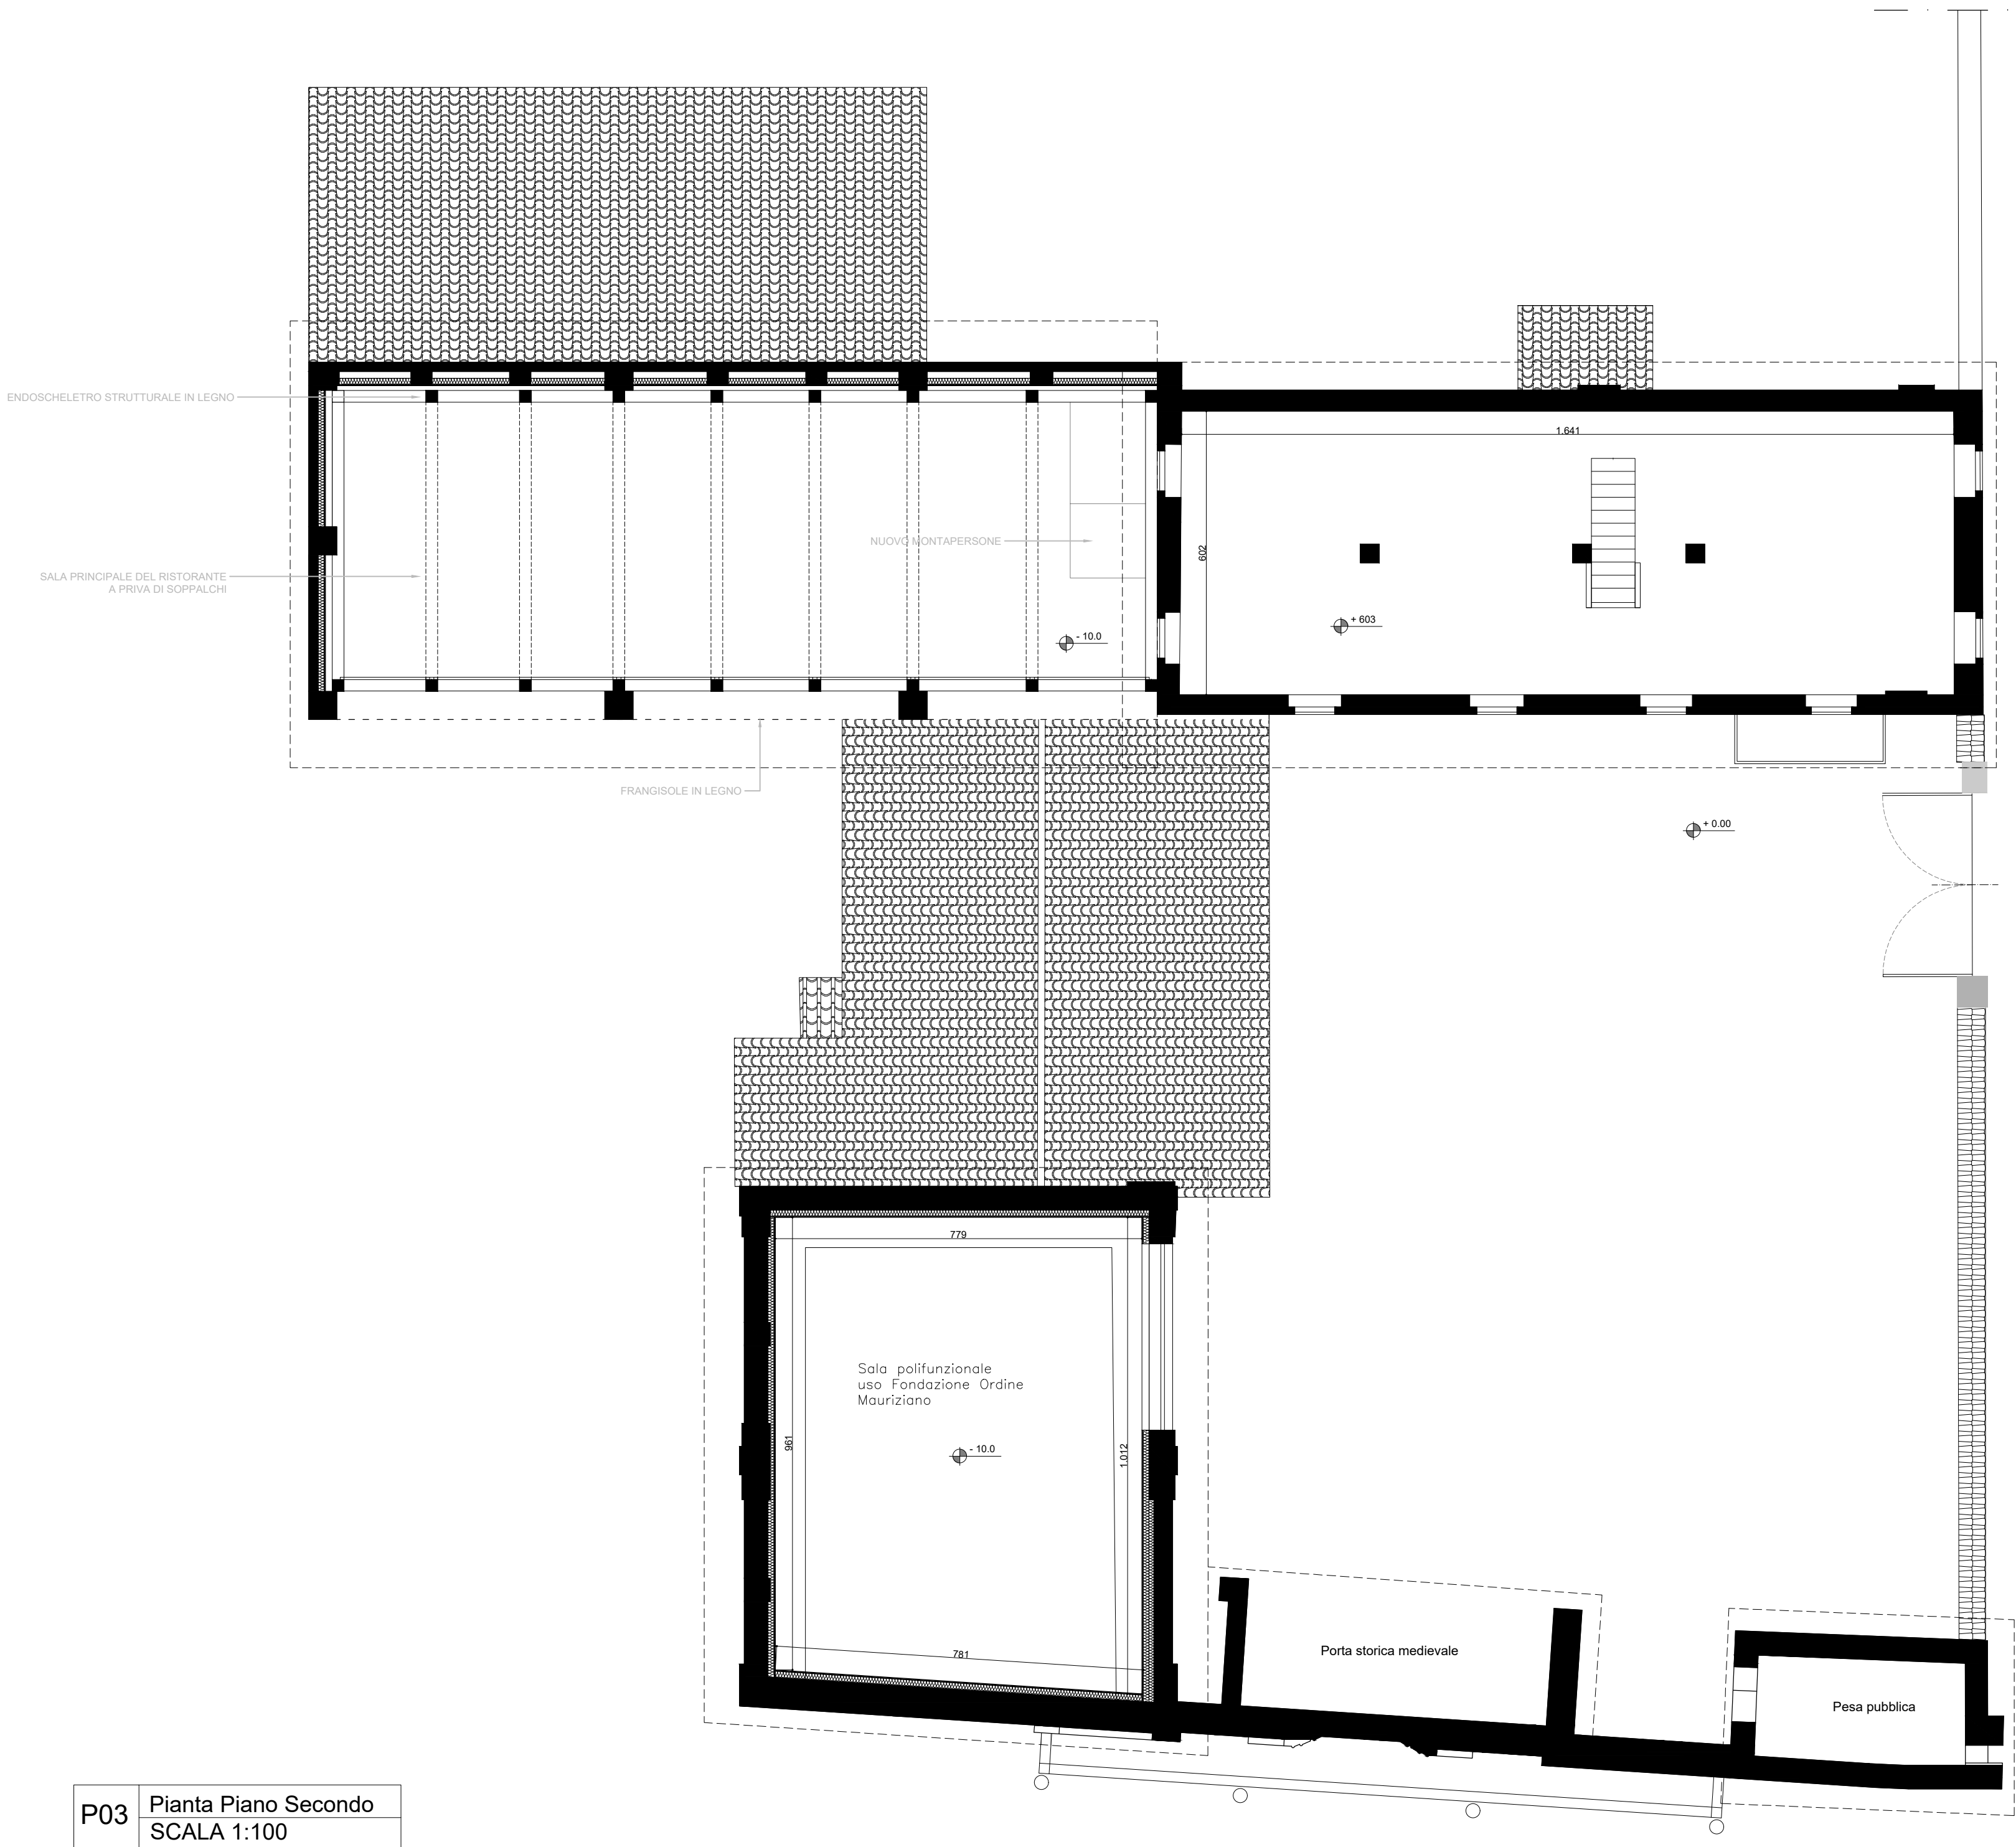 ENDOSCHELETRO STRUTTURALE IN LEGNO
1.641
NUOVO MONTAPERSONE
602
SALA PRINCIPALE DEL RISTORANTE
A PRIVA DI SOPPALCHI
+ 603
- 10.0
FRANGISOLE IN LEGNO
+ 0.00
779
Sala polifunzionale
uso Fondazione Ordine
Mauriziano
961
1.012
- 10.0
781
Porta storica medievale
Pesa pubblica
P03
Pianta Piano Secondo
SCALA 1:100